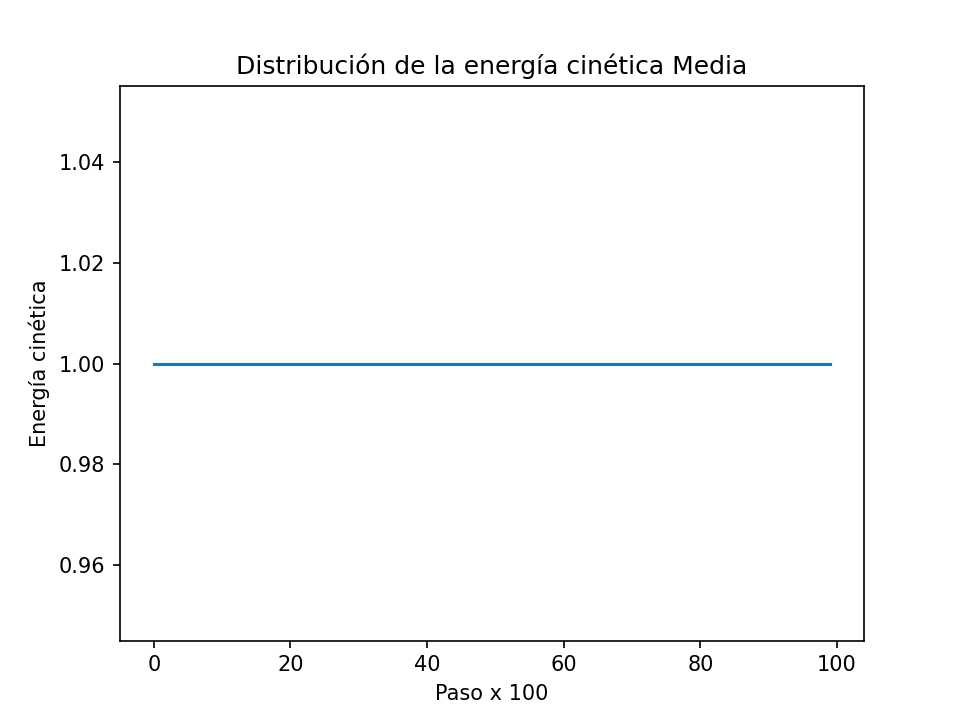 Distribución de la energía cinética Media
1.04
1.02
1.00
0.98
0.96
Energía cinética
0 20 40 60 80 100
Paso x 100